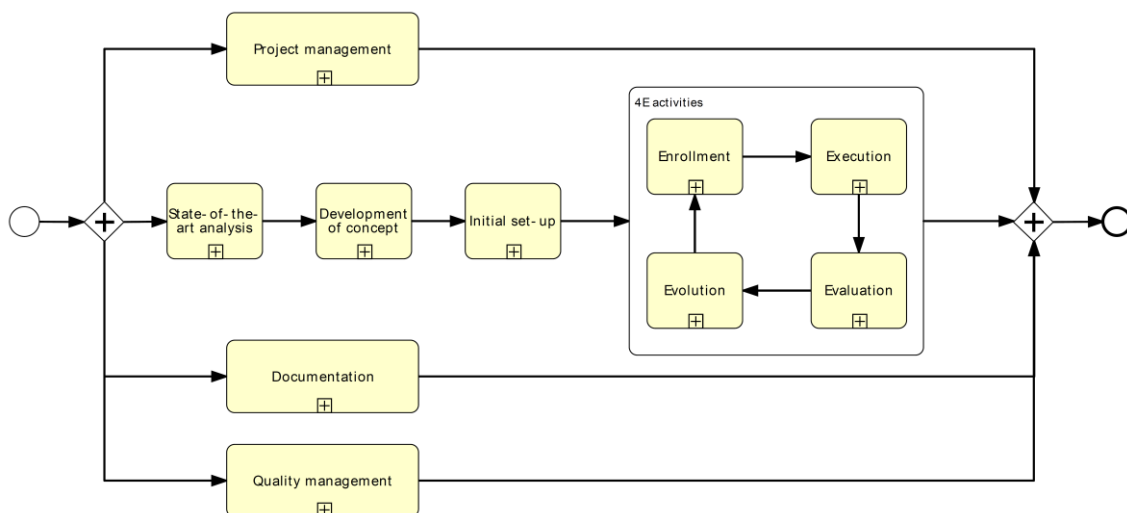 Project management
4E activities
Enrollment
Execution
State-of-the-
art analysis
Development
of concept
Initial set-up
Evolution
Evaluation
Documentation
Quality management